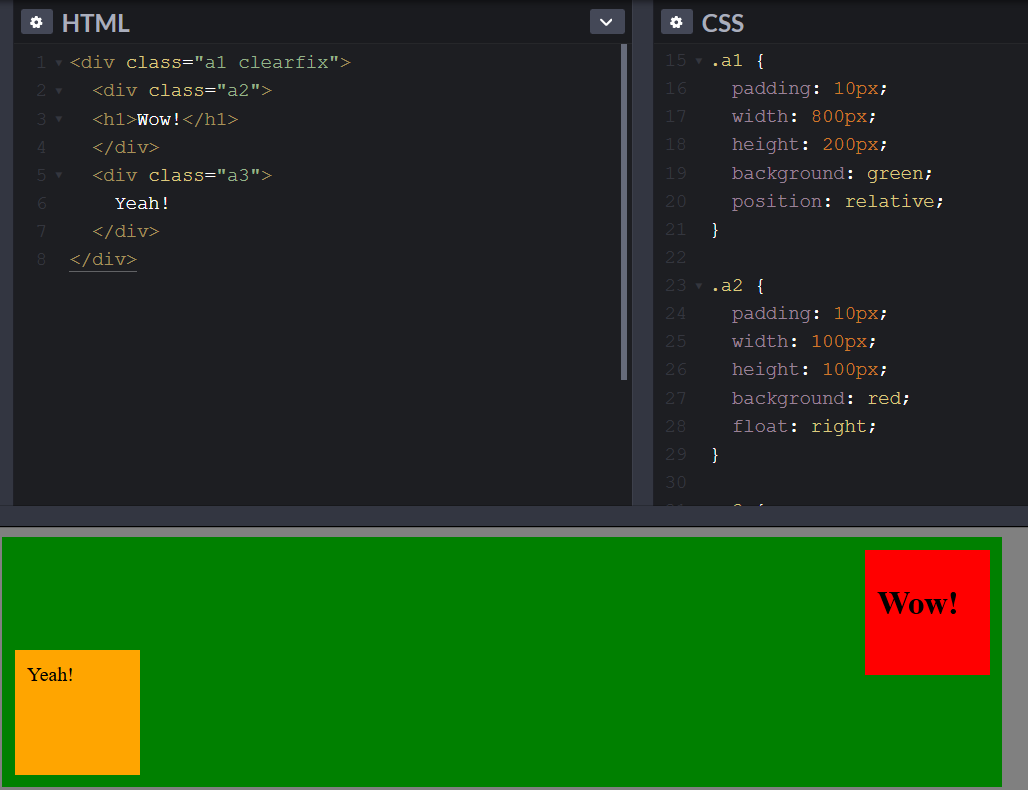 HTML
1 <div class="a1 clearfix">
2 <div class="a2">
3 <h1>Wow!</h1>
4 </div>
5 <div class="a3">
6 Yeah!
7 </div>
8 </div>
CSS
15 .a1 {
16 padding: 10px;
17 width: 800px;
18 height: 200px;
19 background: green;
20 position: relative;
21 }
22
23 .a2 {
24 padding: 10px;
25 width: 100px;
26 height: 100px;
27 background: red;
28 float: right;
29 }
30
Wow!
Yeah!